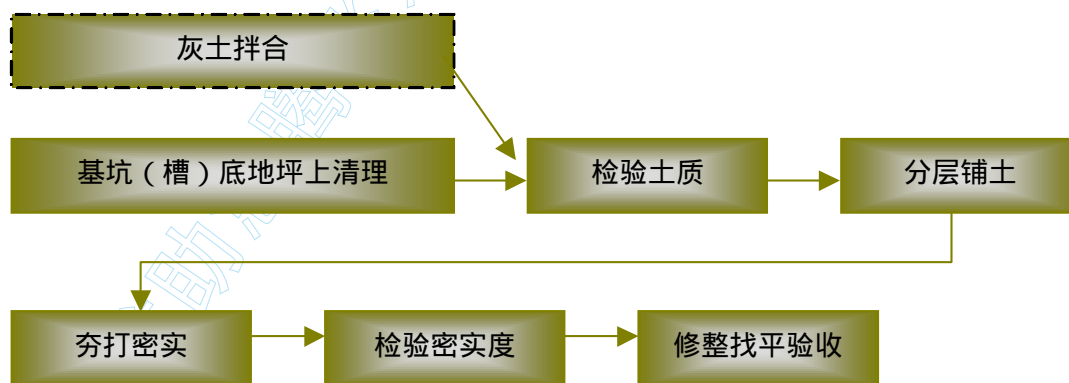 灰土拌合
基坑（槽）底地坪上清理
检验土质
分层铺土
夯打密实
检验密实度
修整找平验收